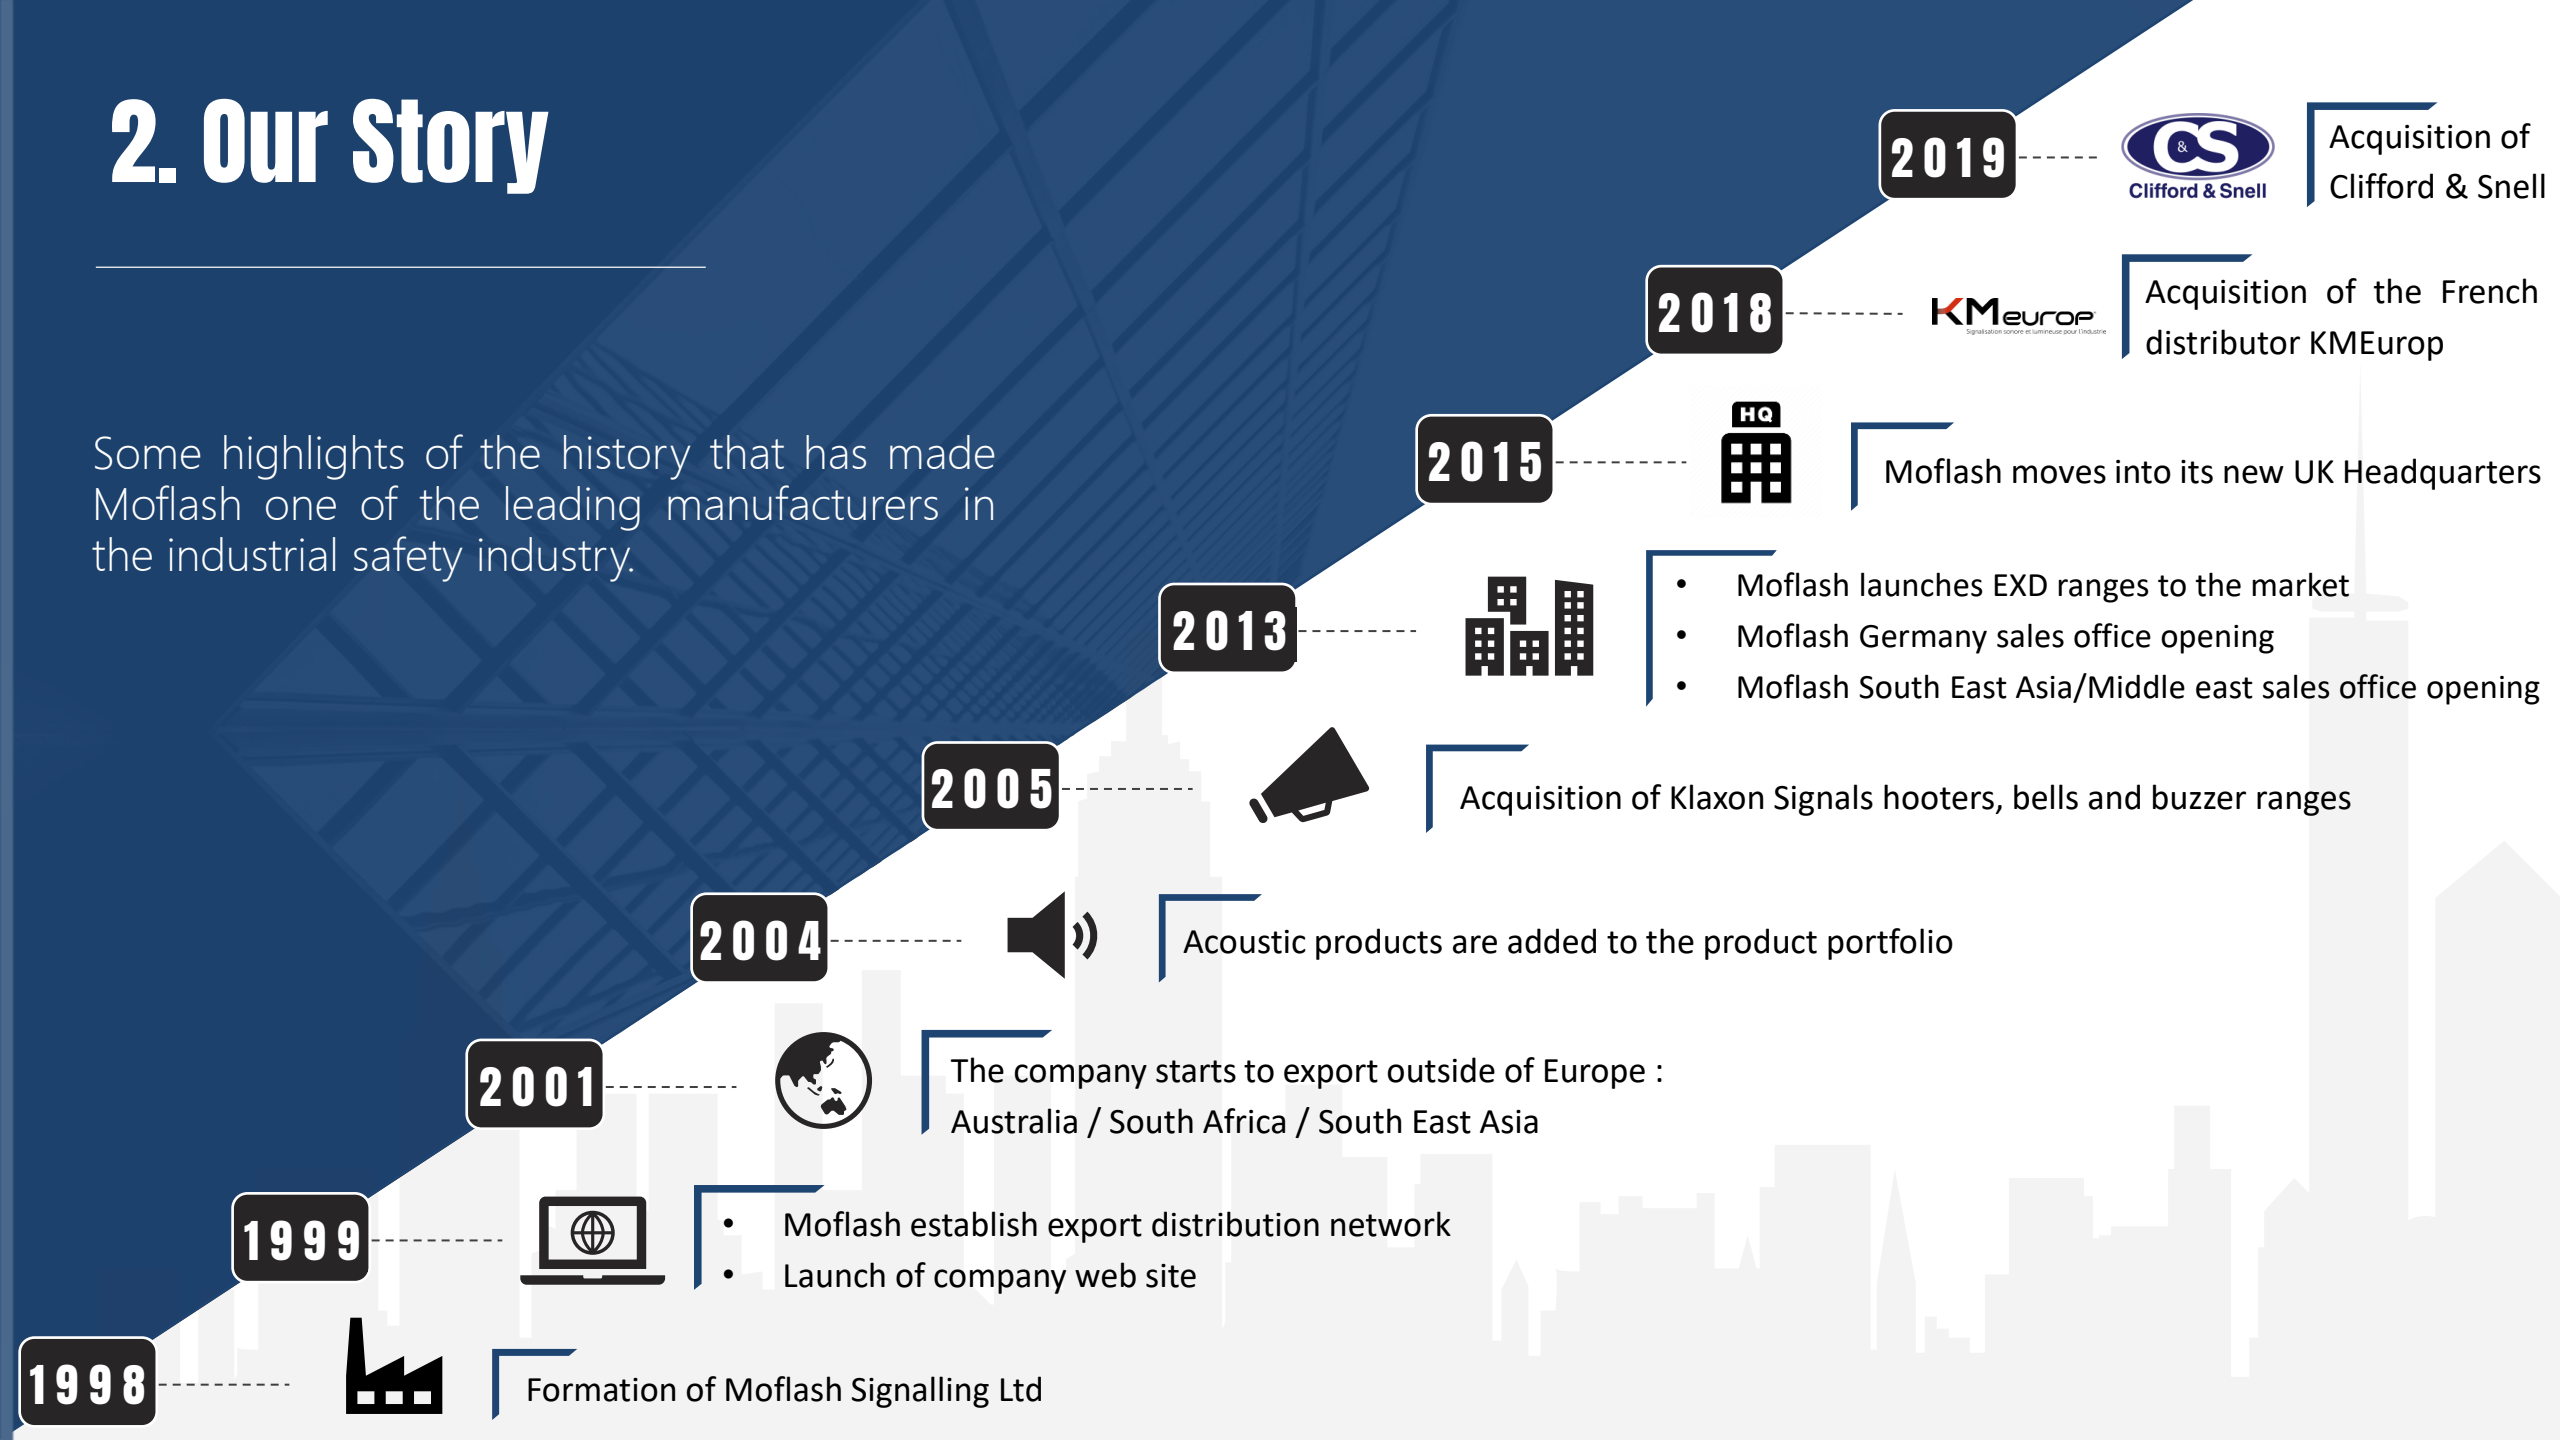 2. Our Story
Some highlights of the history that has made
Moflash one of the leading manufacturers in
the industrial safety industry.
2019
C&S
Clifford & Snell
Acquisition of
Clifford & Snell
2018
KMeurop
Signalisation sonore et lumineuse pour l'industrie
Acquisition of the French
distributor KMEurop
2015
HQ
Moflash moves into its new UK Headquarters
2013
• Moflash launches EXD ranges to the market
• Moflash Germany sales office opening
• Moflash South East Asia/Middle east sales office opening
2005
Acquisition of Klaxon Signals hooters, bells and buzzer ranges
2004
Acoustic products are added to the product portfolio
2001
The company starts to export outside of Europe :
Australia / South Africa / South East Asia
1999
• Moflash establish export distribution network
• Launch of company web site
1998
Formation of Moflash Signalling Ltd